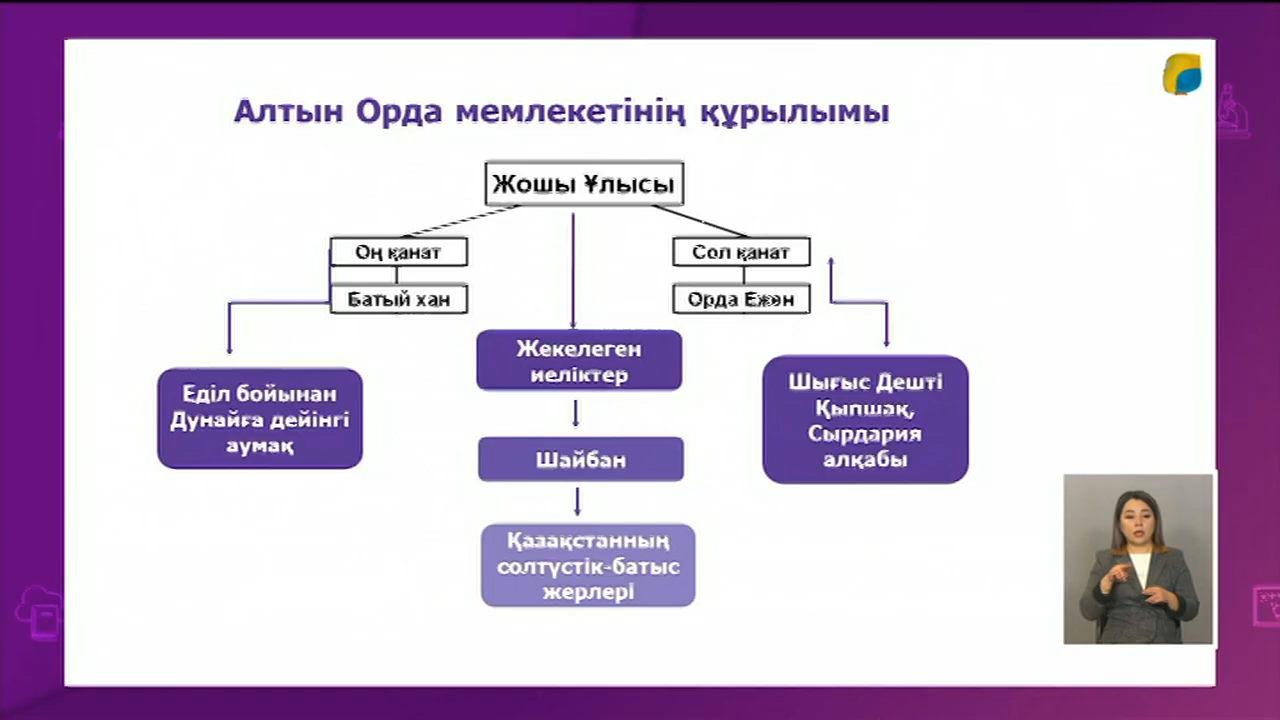 Алтын Орда мемлекетінің құрылымы
Жошы Ұлысы
Оң қанат
Сол қанат
Батый хан
Орда Ежен
Жекелеген
иеліктер
Еділ бойынан
Дунайға дейінгі
аумақ
Шығыс Дешті
Қыпшақ,
Сырдария
алқабы
Шайбан
Қазақстанның
солтүстік-батыс
жерлері